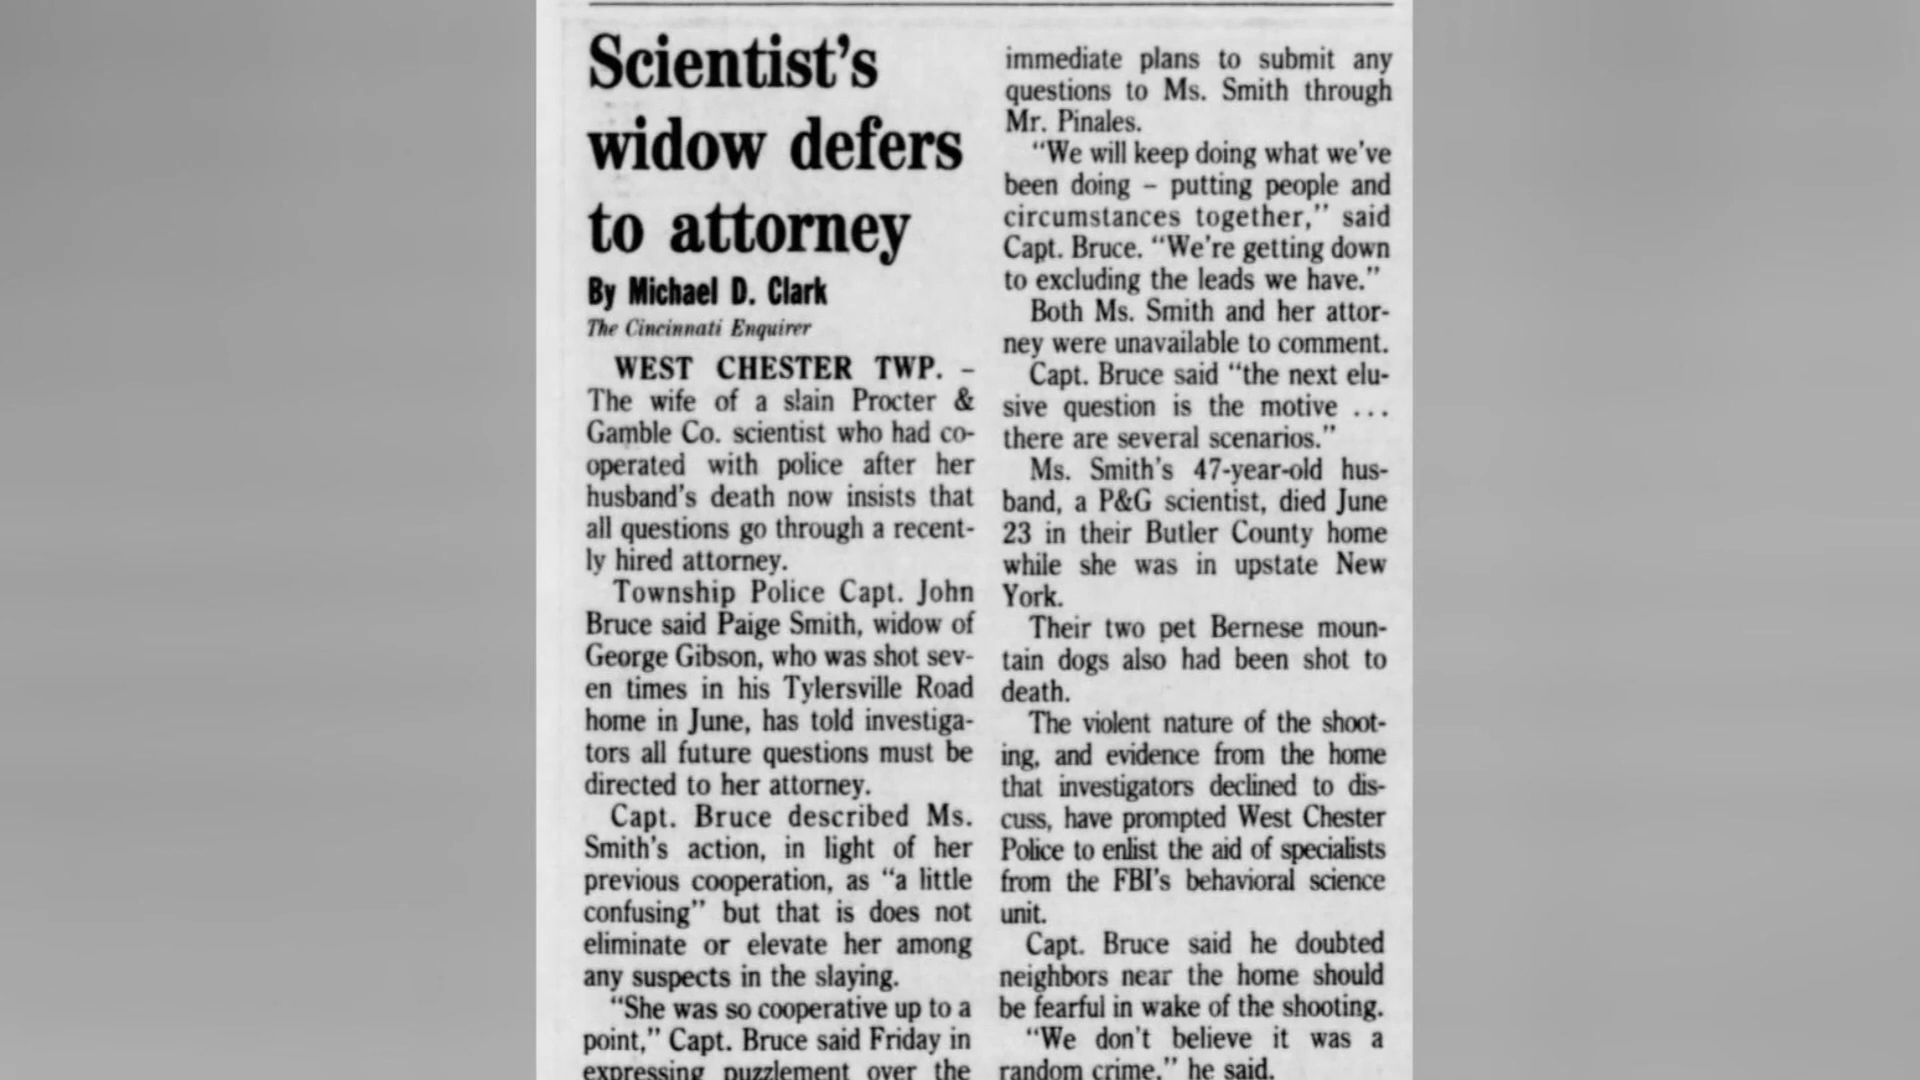 Scientist's
widow defers
to attorney
By Michael D. Clark
The Cincinnati Enquirer
WEST CHESTER TWP. –
The wife of a slain Procter &
Gamble Co. scientist who had co-
operated with police after her
husband's death now insists that
all questions go through a recent-
ly hired attorney.
Township Police Capt. John
Bruce said Paige Smith, widow of
George Gibson, who was shot sev-
en times in his Tylersville Road
home in June, has told investiga-
tors all future questions must be
directed to her attorney.
Capt. Bruce described Ms.
Smith's action, in light of her
previous cooperation, as “a little
confusing” but that is does not
eliminate or elevate her among
any suspects in the slaying.
“She was so cooperative up to a
point,” Capt. Bruce said Friday in
expressing puzzlement over the
immediate plans to submit any
questions to Ms. Smith through
Mr. Pinales.
“We will keep doing what we've
been doing – putting people and
circumstances together,” said
Capt. Bruce. “We're getting down
to excluding the leads we have.”
Both Ms. Smith and her attor-
ney were unavailable to comment.
Capt. Bruce said “the next elu-
sive question is the motive ...
there are several scenarios.”
Ms. Smith's 47-year-old hus-
band, a P&G scientist, died June
23 in their Butler County home
while she was in upstate New
York.
Their two pet Bernese moun-
tain dogs also had been shot to
death.
The violent nature of the shoot-
ing, and evidence from the home
that investigators declined to dis-
cuss, have prompted West Chester
Police to enlist the aid of specialists
from the FBI's behavioral science
unit.
Capt. Bruce said he doubted
neighbors near the home should
be fearful in wake of the shooting.
“We don't believe it was a
random crime,” he said.